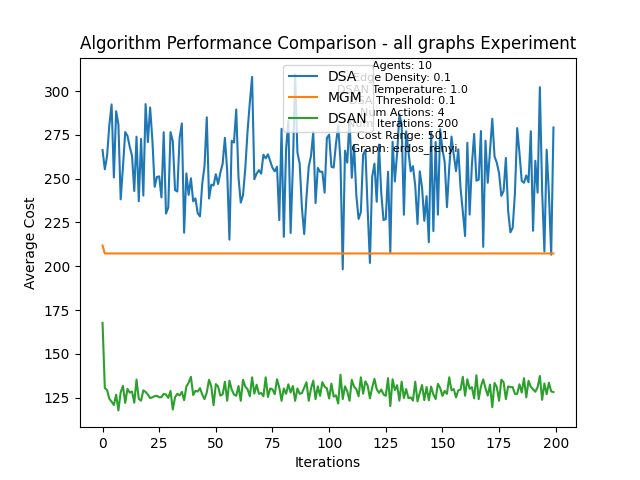 Algorithm Performance Comparison - all graphs Experiment
Agents: 10
Edge Density: 0.1
DSAN Temperature: 1.0
DSA Threshold: 0.1
Num Actions: 4
Iterations: 200
Cost Range: 101
Graph: erdos_renyi
DSA
MGM
DSAN
Average Cost
300
275
250
225
200
175
150
125
0
25
50
75
100
125
150
175
200
Iterations